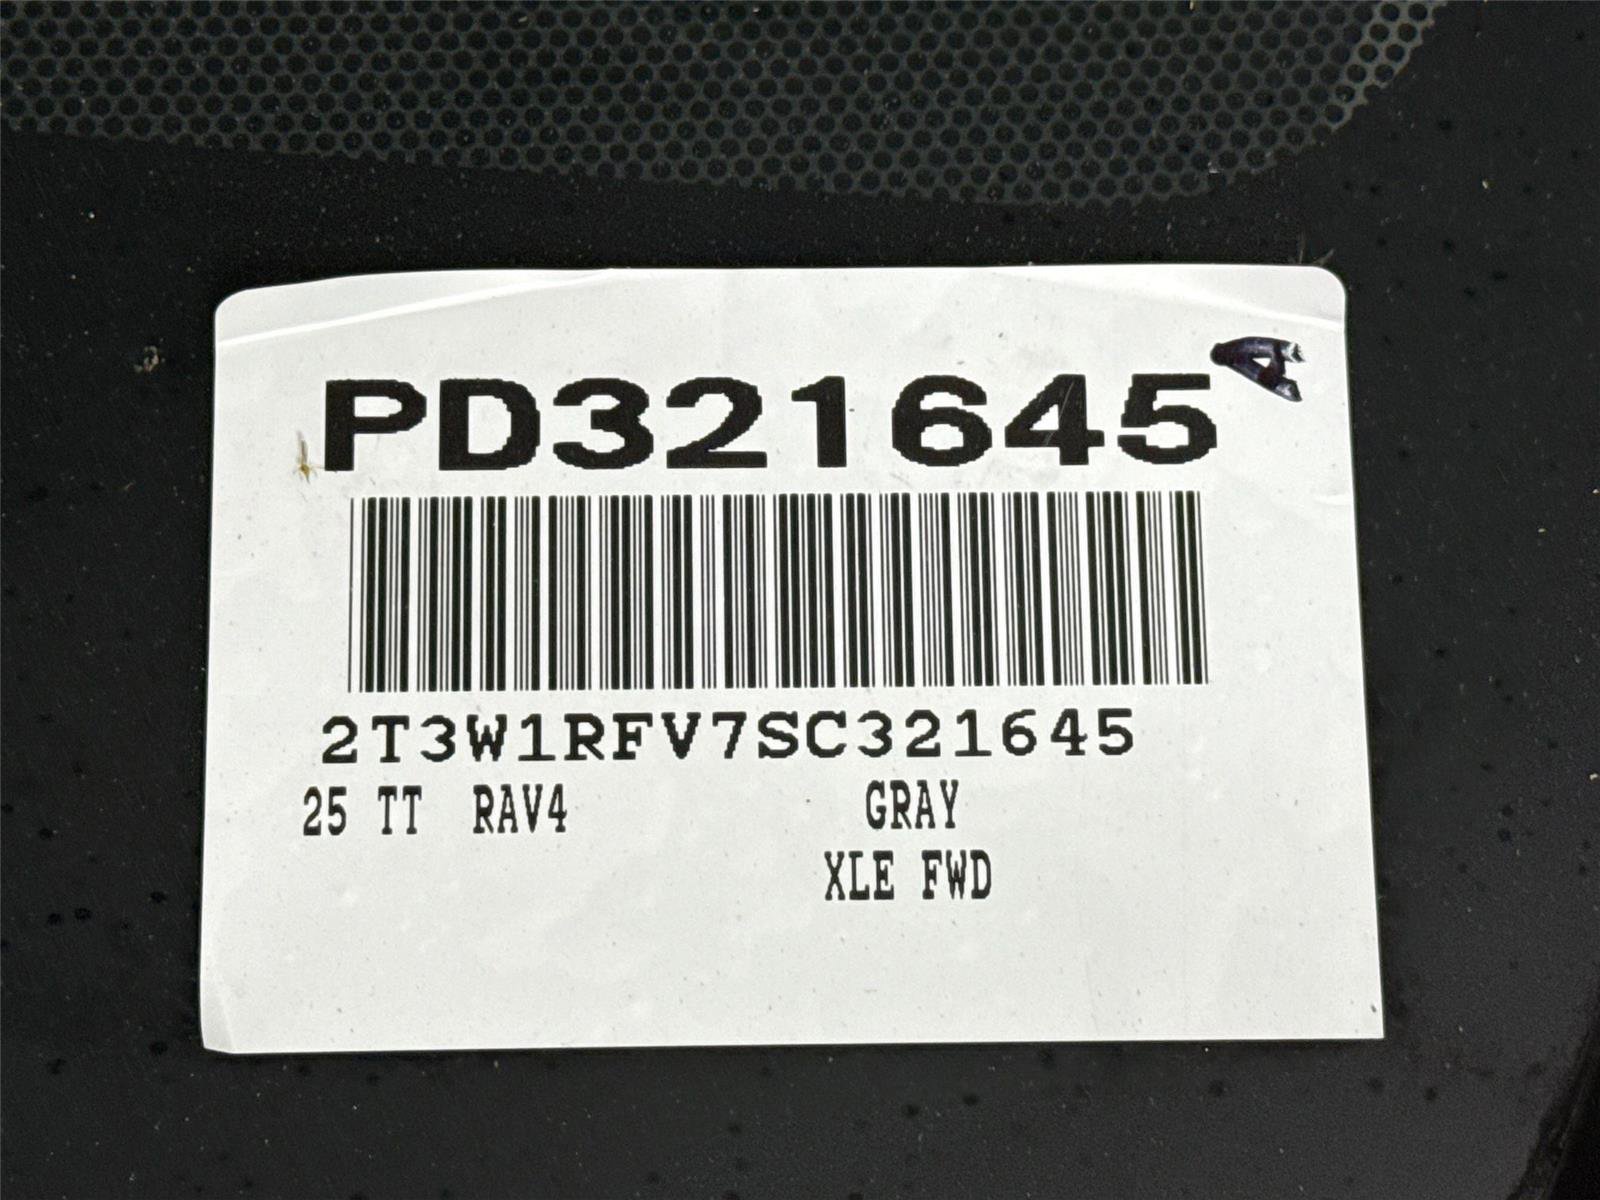 PD321645 A
2T3W1RFV7SC321645
25 TT RAV4 GRAY
XLE FWD